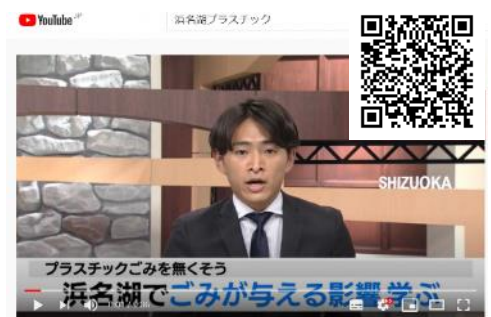 YouTube JP
浜名湖プラスチック
SHIZUOKA
プラスチックごみを無くそう
浜名湖でごみが与える影響学ぶ